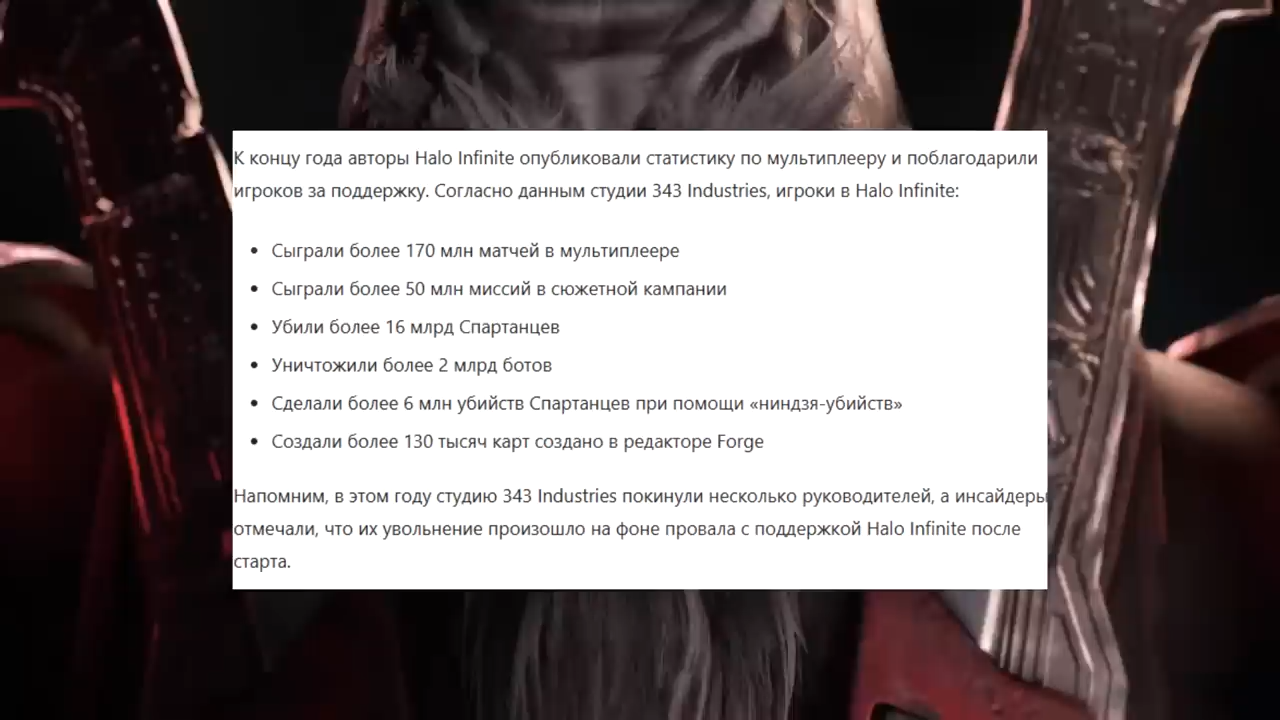 К концу года авторы Halo Infinite опубликовали статистику по мультиплееру и поблагодарили
игроков за поддержку. Согласно данным студии 343 Industries, игроки в Halo Infinite:
• Сыграли более 170 млн матчей в мультиплеере
• Сыграли более 50 млн миссий в сюжетной кампании
• Убили более 16 млрд Спартанцев
• Уничтожили более 2 млрд ботов
• Сделали более 6 млн убийств Спартанцев при помощи «ниндзя-убийств»
• Создали более 130 тысяч карт создано в редакторе Forge
Напомним, в этом году студию 343 Industries покинули несколько руководителей, а инсайдеры
отмечали, что их увольнение произошло на фоне провала с поддержкой Halo Infinite после
старта.